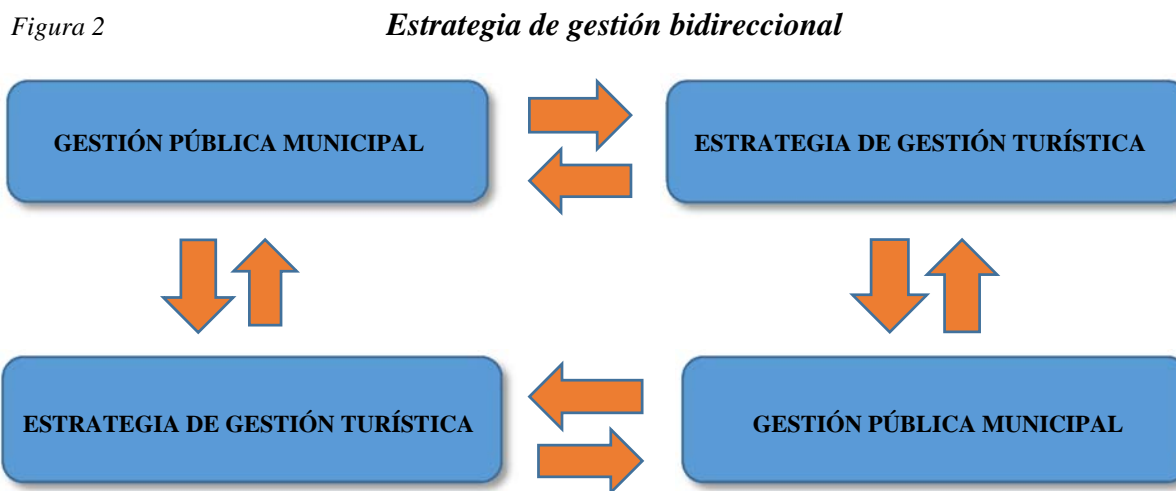 Figura 2
Estrategia de gestión bidireccional
GESTIÓN PÚBLICA MUNICIPAL
ESTRATEGIA DE GESTIÓN TURÍSTICA
ESTRATEGIA DE GESTIÓN TURÍSTICA
GESTIÓN PÚBLICA MUNICIPAL